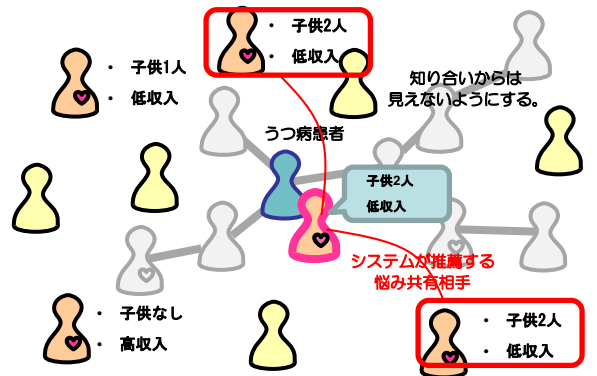 ・ 子供2人
・ 低収入
・ 子供1人
・ 低収入
知り合いからは
見えないようにする。
うつ病患者
子供2人
低収入
システムが推薦する
悩み共有相手
・ 子供なし
・ 高収入
・ 子供2人
・ 低収入